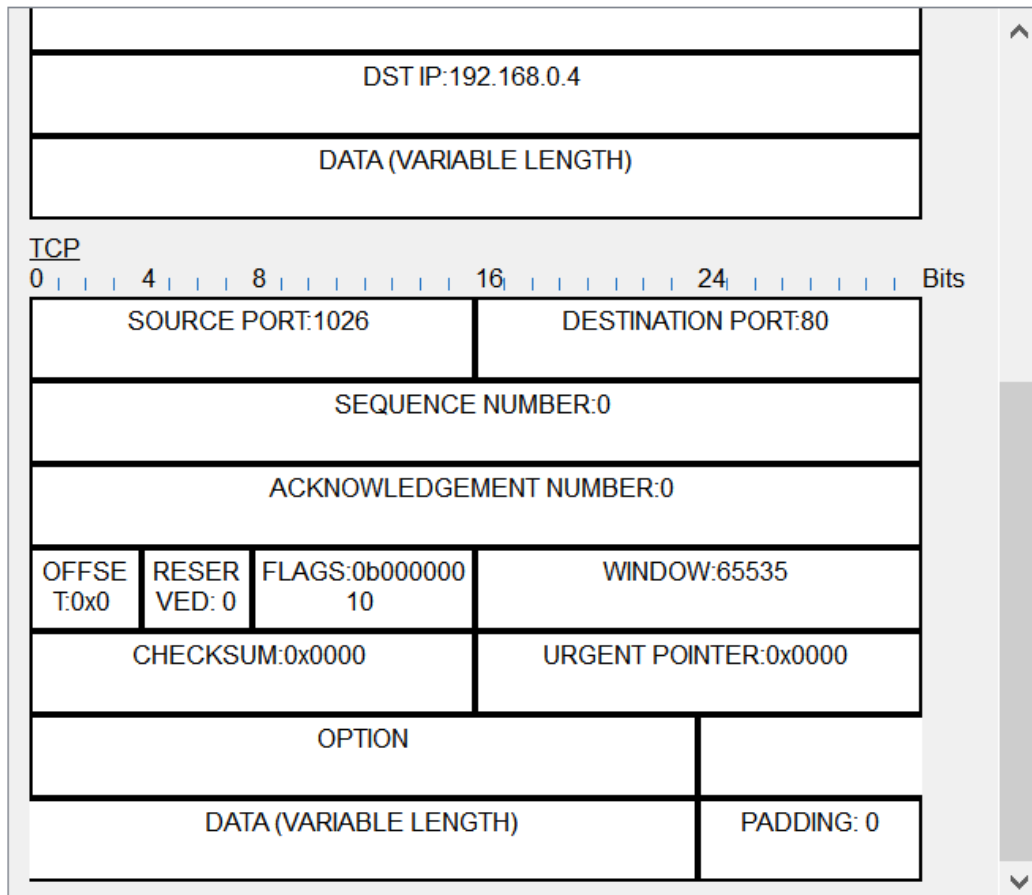 DST IP:192.168.0.4
DATA (VARIABLE LENGTH)
TCP
0 4 8 16 24 Bits
SOURCE PORT:1026 DESTINATION PORT:80
SEQUENCE NUMBER:0
ACKNOWLEDGEMENT NUMBER:0
OFFSE RESER FLAGS:0b000000 WINDOW:65535
T:0x0 VED: 0 10
CHECKSUM:0x0000 URGENT POINTER:0x0000
OPTION
DATA (VARIABLE LENGTH) PADDING: 0